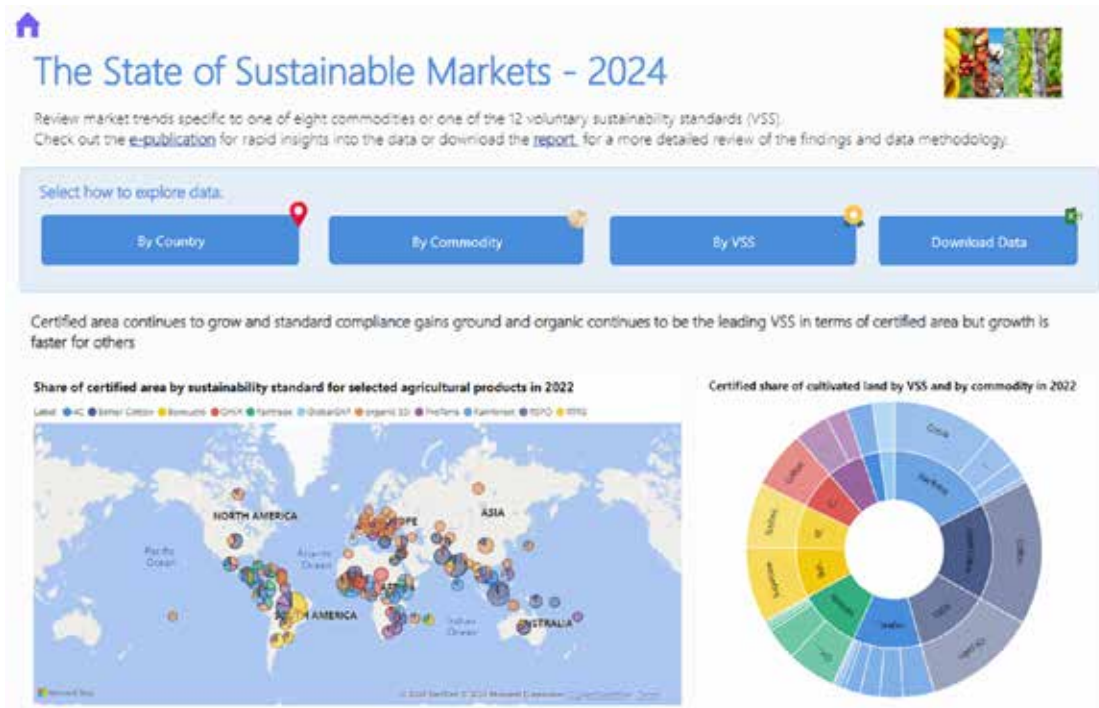 The State of Sustainable Markets - 2024
Review market trends specific to one of eight commodities or one of the 12 voluntary sustainability standards (VSS).
Check out the e-publication for rapid insights into the data or download the report, for a more detailed review of the findings and data methodology.
Select how to explore data:
By Country
By Commodity
By VSS
Download Data
Certified area continues to grow and standard compliance gains ground and organic continues to be the leading VSS in terms of certified area but growth is
faster for others
Share of certified area by sustainability standard for selected agricultural products in 2022
Label 4C Better Cotton Bonsucro CMIA Fairtrade GlobalGAP organic ProTerra Rainforest RSPO RTRS
NORTH AMERICA
EUROPE
ASIA
Pacific
Ocean
Atlantic
Ocean
AFRICA
SOUTH AMERICA
Indian
Ocean
AUSTRALIA
Microsoft Bing
Certified share of cultivated land by VSS and by commodity in 2022
Cocoa
Cotton